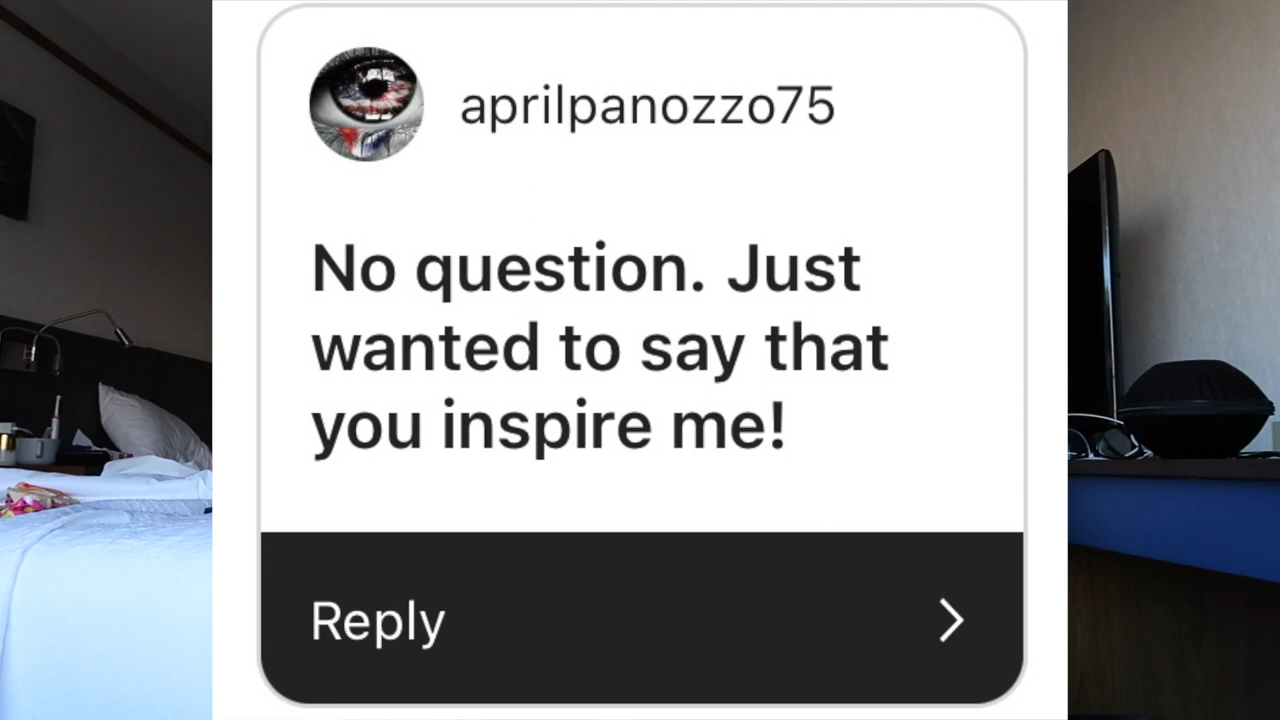 aprilpanozzo75
No question. Just
wanted to say that
you inspire me!
Reply